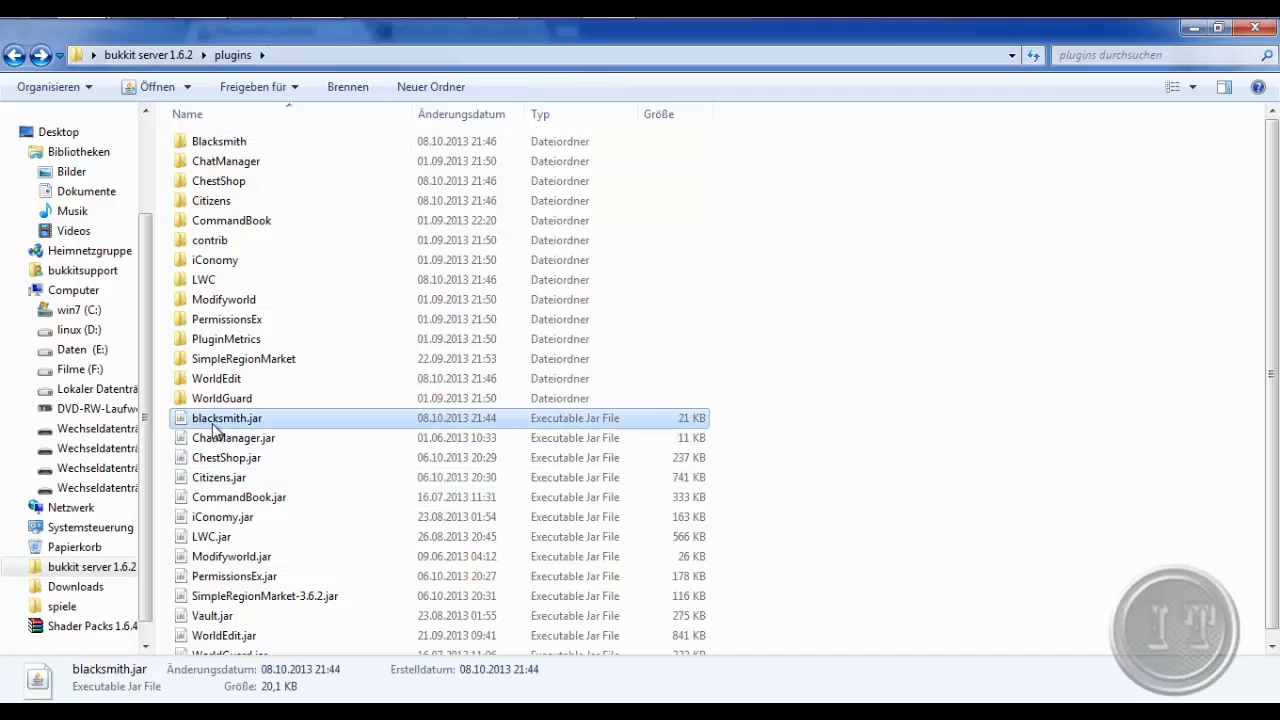 bukkit server 1.6.2 plugins
plugins durchsuchen
Organisieren Öffnen Freigeben für Brennen Neuer Ordner
Name Änderungsdatum Typ Größe
Desktop
Bibliotheken
Bilder
Dokumente
Musik
Videos
Heimnetzgruppe
bukkitsupport
Computer
win7 (C:)
linux (D:)
Daten (E:)
Filme (F:)
Lokaler Datenträ
DVD-RW-Laufw
Wechseldatenträ
Wechseldatenträ
Wechseldatenträ
Wechseldatenträ
Netzwerk
Systemsteuerung
Papierkorb
bukkit server 1.6.2
Downloads
spiele
Shader Packs 1.6.4
Blacksmith 08.10.2013 21:46 Dateiordner
ChatManager 01.09.2013 21:50 Dateiordner
ChestShop 08.10.2013 21:46 Dateiordner
Citizens 08.10.2013 21:46 Dateiordner
CommandBook 01.09.2013 22:20 Dateiordner
contrib 01.09.2013 21:50 Dateiordner
iConomy 01.09.2013 21:50 Dateiordner
LWC 08.10.2013 21:46 Dateiordner
Modifyworld 01.09.2013 21:50 Dateiordner
PermissionsEx 01.09.2013 21:50 Dateiordner
PluginMetrics 01.09.2013 21:50 Dateiordner
SimpleRegionMarket 22.09.2013 21:53 Dateiordner
WorldEdit 08.10.2013 21:46 Dateiordner
WorldGuard 01.09.2013 21:50 Dateiordner
blacksmith.jar 08.10.2013 21:44 Executable Jar File 21 KB
ChatManager.jar 01.06.2013 10:33 Executable Jar File 11 KB
ChestShop.jar 06.10.2013 20:29 Executable Jar File 237 KB
Citizens.jar 06.10.2013 20:30 Executable Jar File 741 KB
CommandBook.jar 16.07.2013 11:31 Executable Jar File 333 KB
iConomy.jar 23.08.2013 01:54 Executable Jar File 163 KB
LWC.jar 26.08.2013 20:45 Executable Jar File 566 KB
Modifyworld.jar 09.06.2013 04:12 Executable Jar File 26 KB
PermissionsEx.jar 06.10.2013 20:27 Executable Jar File 178 KB
SimpleRegionMarket-3.6.2.jar 06.10.2013 20:31 Executable Jar File 116 KB
Vault.jar 23.08.2013 01:55 Executable Jar File 275 KB
WorldEdit.jar 21.09.2013 09:41 Executable Jar File 841 KB
IT
blacksmith.jar Änderungsdatum: 08.10.2013 21:44 Erstelldatum: 08.10.2013 21:44
Executable Jar File Größe: 20,1 KB